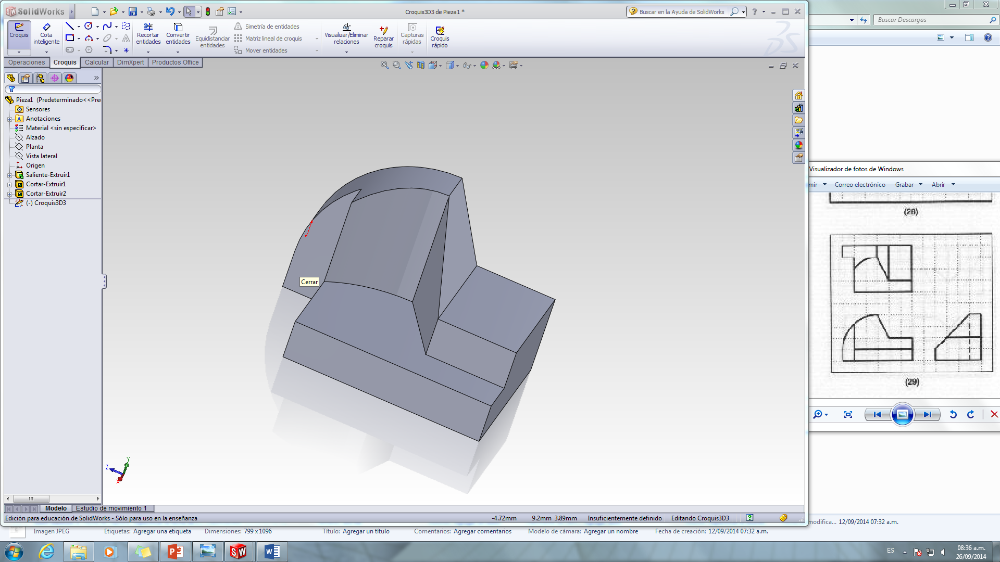 SolidWorks
Croquis3D3 de Pieza1 *
Buscar en la Ayuda de SolidWorks
Buscar Descargas
Croquis
Cota inteligente
Recortar entidades
Convertir entidades
Equidistanciar entidades
Simetría de entidades
Matriz lineal de croquis
Mover entidades
Visualizar/Eliminar relaciones
Reparar croquis
Capturas rápidas
Croquis rápido
Operaciones
Croquis
Calcular
DimXpert
Productos Office
Pieza1 (Predeterminado<<Pre
Sensores
Anotaciones
Material <sin especificar>
Alzado
Planta
Vista lateral
Origen
Saliente-Extruir1
Cortar-Extruir1
Cortar-Extruir2
(-) Croquis3D3
Cerrar
Z
Y
X
Visualizador de fotos de Windows
mir
Correo electrónico
Grabar
Abrir
(28)
(29)
Modelo
Estudio de movimiento 1
Edición para educación de SolidWorks - Sólo para uso en la enseñanza
-4.72mm
9.2mm
3.89mm
Insuficientemente definido
Editando Croquis3D3
modifica... 12/09/2014 07:32 a.m.
Imagen JPEG
Etiquetas: Agregar una etiqueta
Dimensiones: 799 x 1096
Título: Agregar un título
Comentarios: Agregar comentarios
Modelo de cámara: Agregar un nombre
Fecha de creación: 12/09/2014 07:32 a.m.
ES
08:36 a.m.
26/09/2014